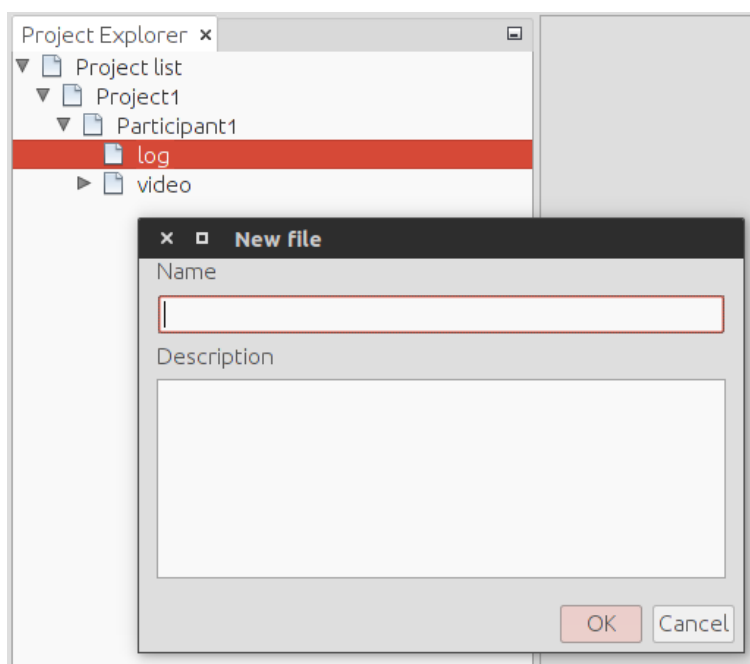 Project Explorer
Project list
Project1
Participant1
log
video
New file
Name
Description
OK Cancel